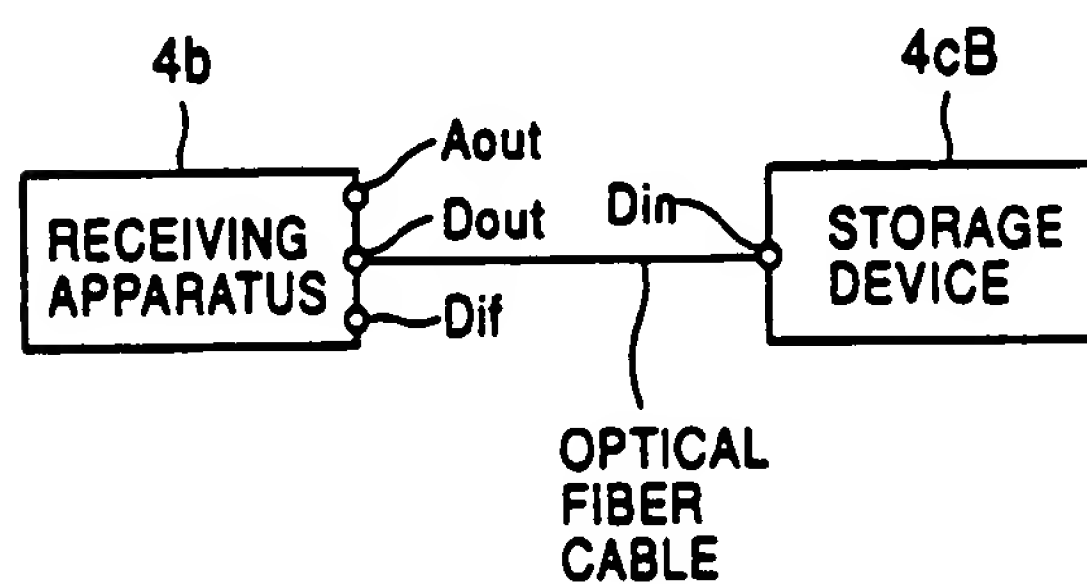 4b
4cB
Aout
Dout
Din
Dif
RECEIVING
APPARATUS
STORAGE
DEVICE
OPTICAL
FIBER
CABLE